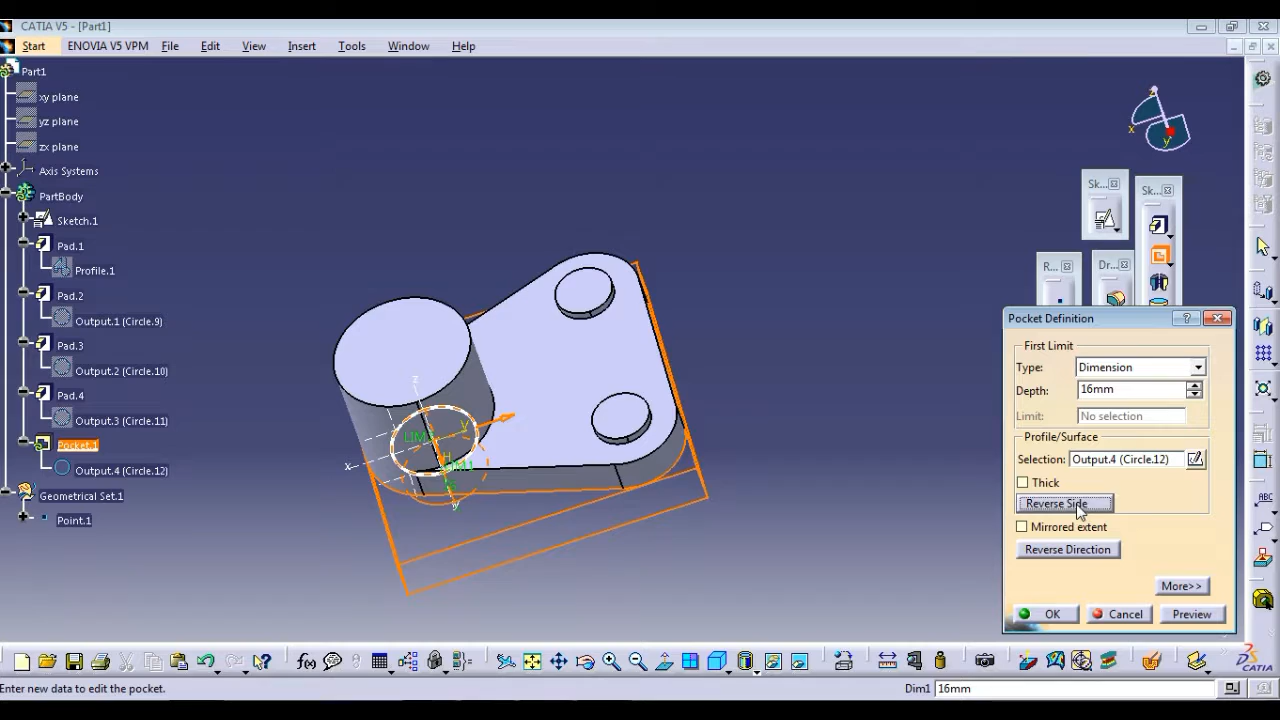 CATIA V5 - [Part1]
Start ENOVIA V5 VPM File Edit View Insert Tools Window Help
Part1
xy plane
yz plane
zx plane
Axis Systems
PartBody
Sketch.1
Pad.1
Profile.1
Pad.2
Output.1 (Circle.9)
Pad.3
Output.2 (Circle.10)
Pad.4
Output.3 (Circle.11)
Pocket.1
Output.4 (Circle.12)
Geometrical Set.1
Point.1
z
x
y
z
x
y
V
H
Sk...
Sk...
R...
Dr...
Pocket Definition
?
First Limit
Type: Dimension
Depth: 16mm
Limit: No selection
Profile/Surface
Selection: Output.4 (Circle.12)
Thick
Reverse Side
Mirrored extent
Reverse Direction
More>>
OK Cancel Preview
ABC
f(x)
CATIA
Enter new data to edit the pocket. Dim1 16mm